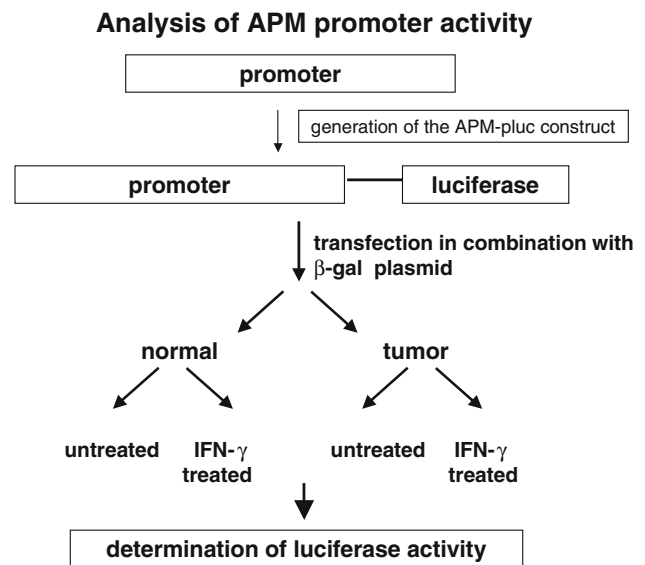 Analysis of APM promoter activity
promoter
generation of the APM-pluc construct
promoter
luciferase
transfection in combination with
β-gal plasmid
normal
tumor
untreated
IFN-γ
treated
untreated
IFN-γ
treated
determination of luciferase activity